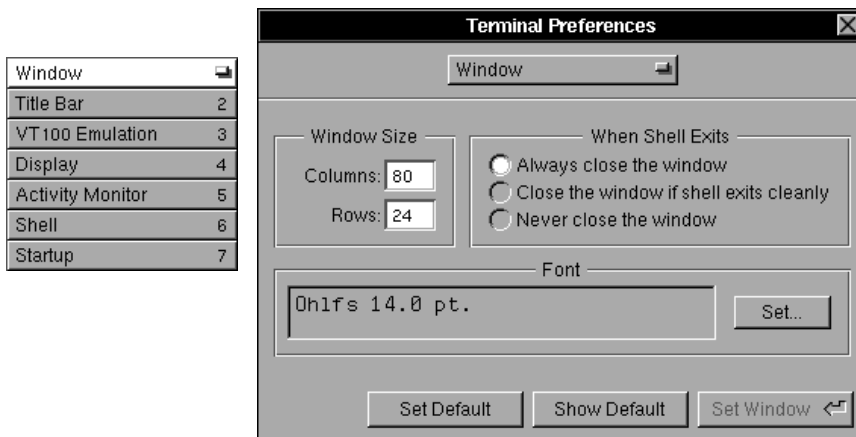 Window
Title Bar 2
VT100 Emulation 3
Display 4
Activity Monitor 5
Shell 6
Startup 7
Terminal Preferences
Window
Window Size
Columns: 80
Rows: 24
When Shell Exits
Always close the window
Close the window if shell exits cleanly
Never close the window
Font
Ohlfs 14.0 pt.
Set...
Set Default
Show Default
Set Window